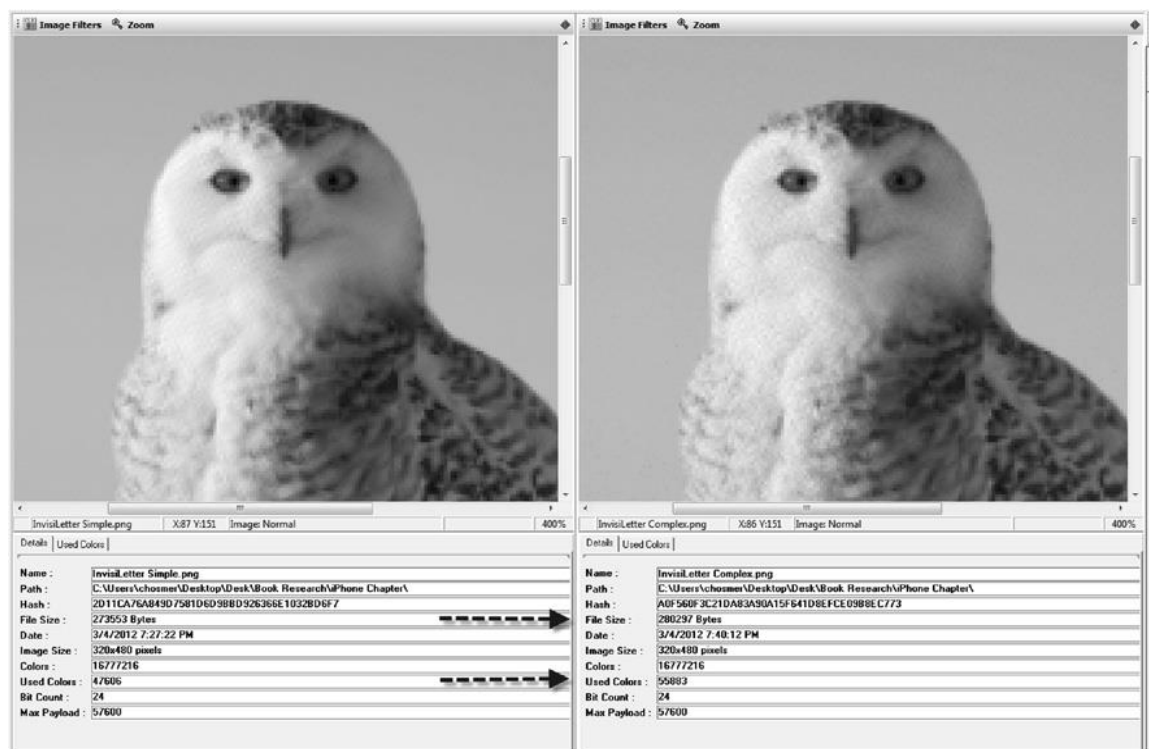 Image Filters Zoom
InvisiLetter Simple.png X:87 Y:151 Image: Normal 400%
Details Used Colors
Name : InvisiLetter Simple.png
Path : C:\Users\chosmer\Desktop\Desk\Book Research\iPhone Chapter\
Hash : 2D11CA76A849D7581D6D9BBD926366E1032BD6F7
File Size : 273553 Bytes
Date : 3/4/2012 7:27:22 PM
Image Size : 320x480 pixels
Colors : 16777216
Used Colors : 47606
Bit Count : 24
Max Payload : 57600
Image Filters Zoom
InvisiLetter Complex.png X:86 Y:151 Image: Normal 400%
Details Used Colors
Name : InvisiLetter Complex.png
Path : C:\Users\chosmer\Desktop\Desk\Book Research\iPhone Chapter\
Hash : A0F560F3C21DA83A90A15F641D8EFCE09B8EC773
File Size : 280297 Bytes
Date : 3/4/2012 7:40:12 PM
Image Size : 320x480 pixels
Colors : 16777216
Used Colors : 55883
Bit Count : 24
Max Payload : 57600